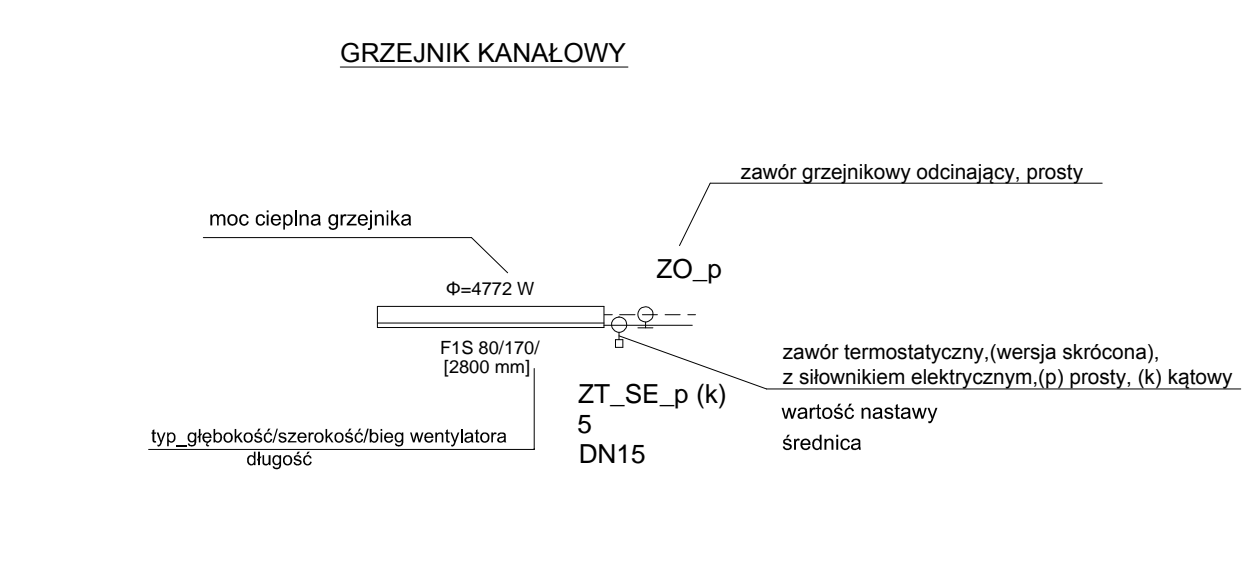 GRZEJNIK KANAŁOWY
zawór grzejnikowy odcinający, prosty
moc cieplna grzejnika
ZO_p
Φ=4772 W
F1S 80/170/
[2800 mm]
zawór termostatyczny,(wersja skrócona),
z siłownikiem elektrycznym,(p) prosty, (k) kątowy
ZT_SE_p (k)
wartość nastawy
5
typ_głębokość/szerokość/bieg wentylatora
średnica
DN15
długość